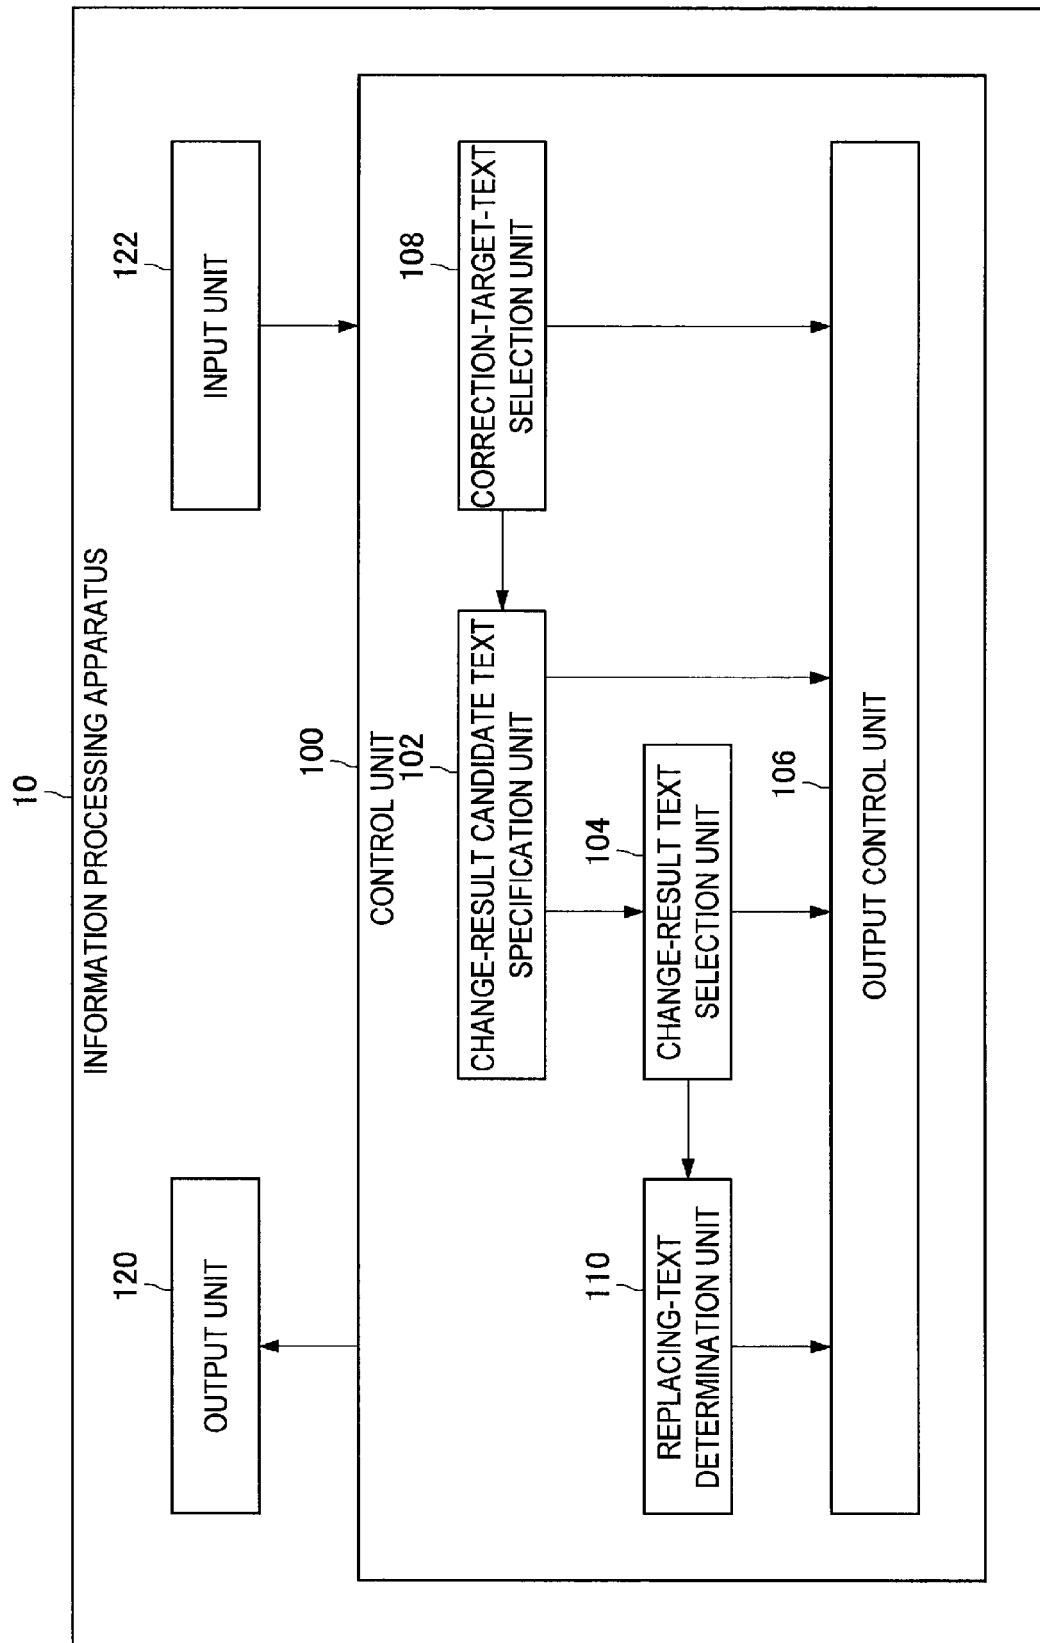 10
INFORMATION PROCESSING APPARATUS
120
OUTPUT UNIT
122
INPUT UNIT
100
CONTROL UNIT
102
CHANGE-RESULT CANDIDATE TEXT
SPECIFICATION UNIT
108
CORRECTION-TARGET-TEXT
SELECTION UNIT
110
REPLACING-TEXT
DETERMINATION UNIT
104
CHANGE-RESULT TEXT
SELECTION UNIT
106
OUTPUT CONTROL UNIT